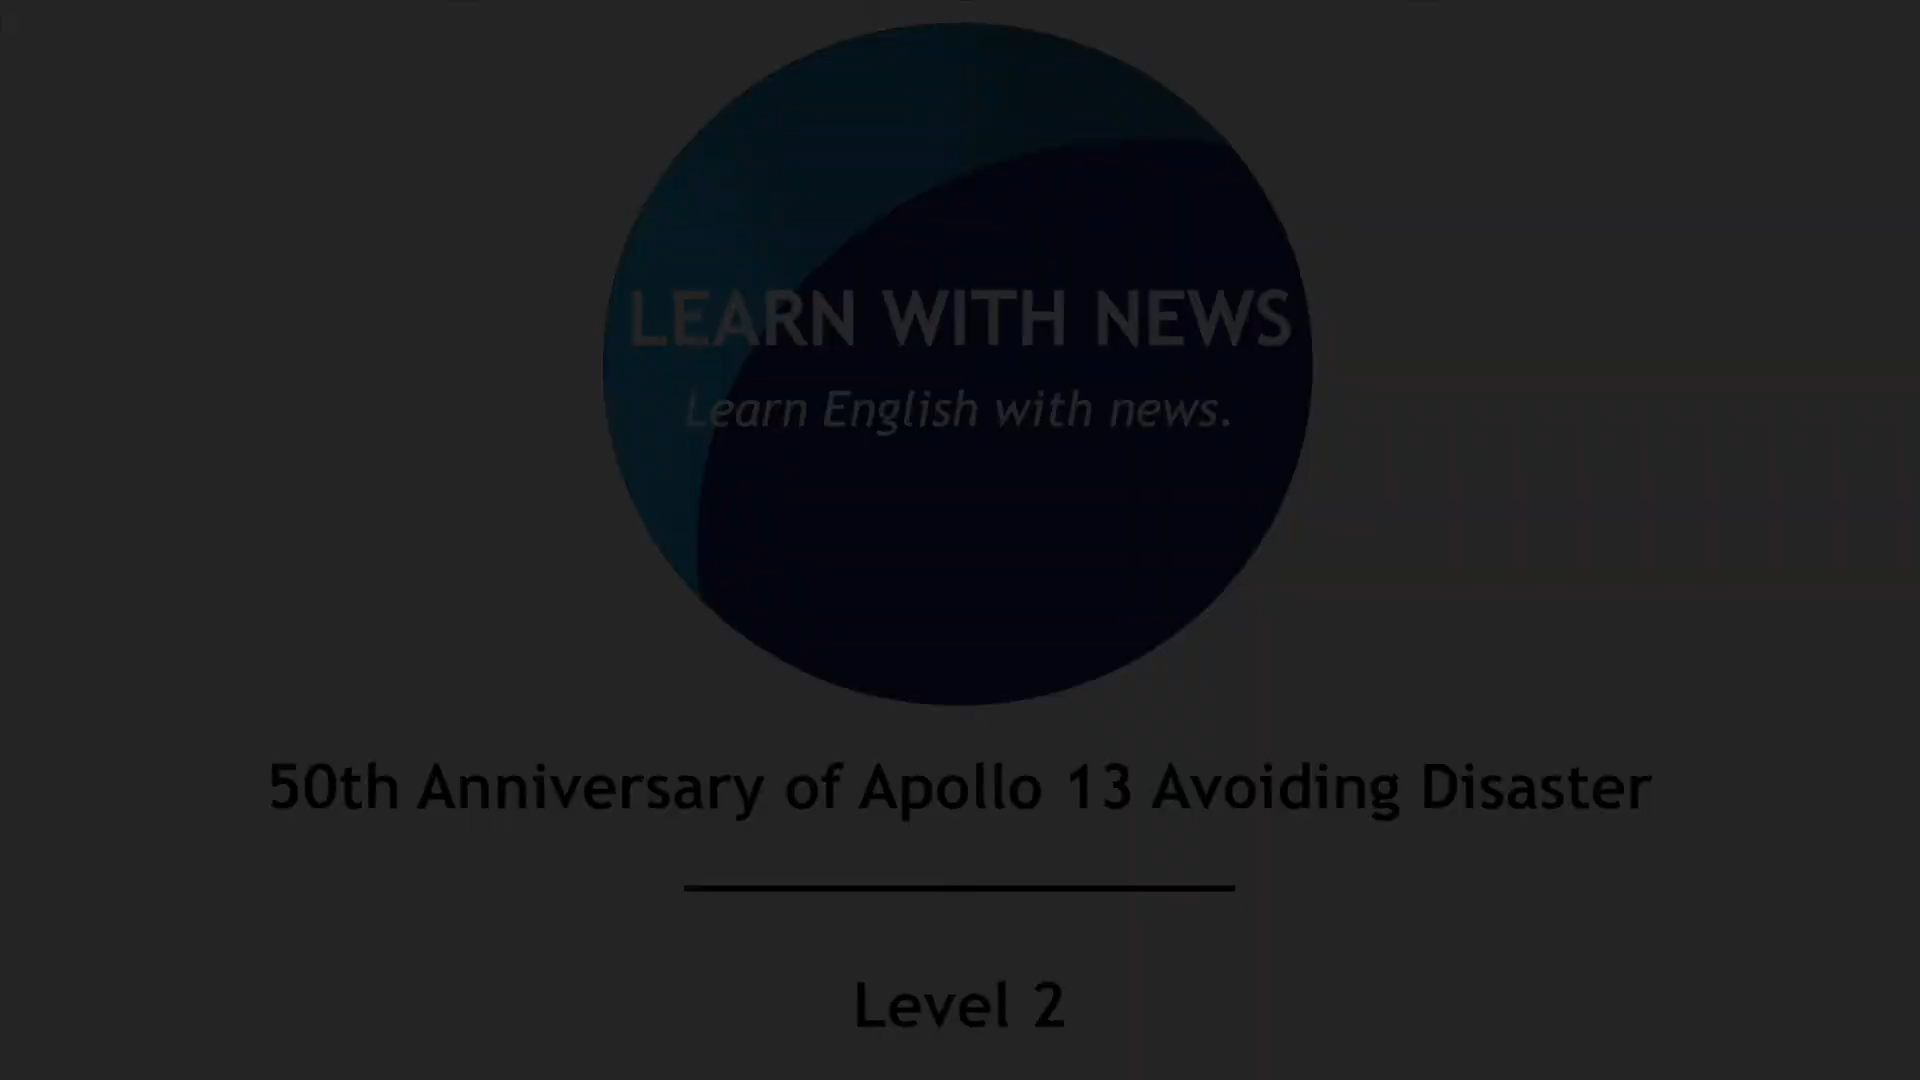 LEARN WITH NEWS
Learn English with news.
50th Anniversary of Apollo 13 Avoiding Disaster
Level 2